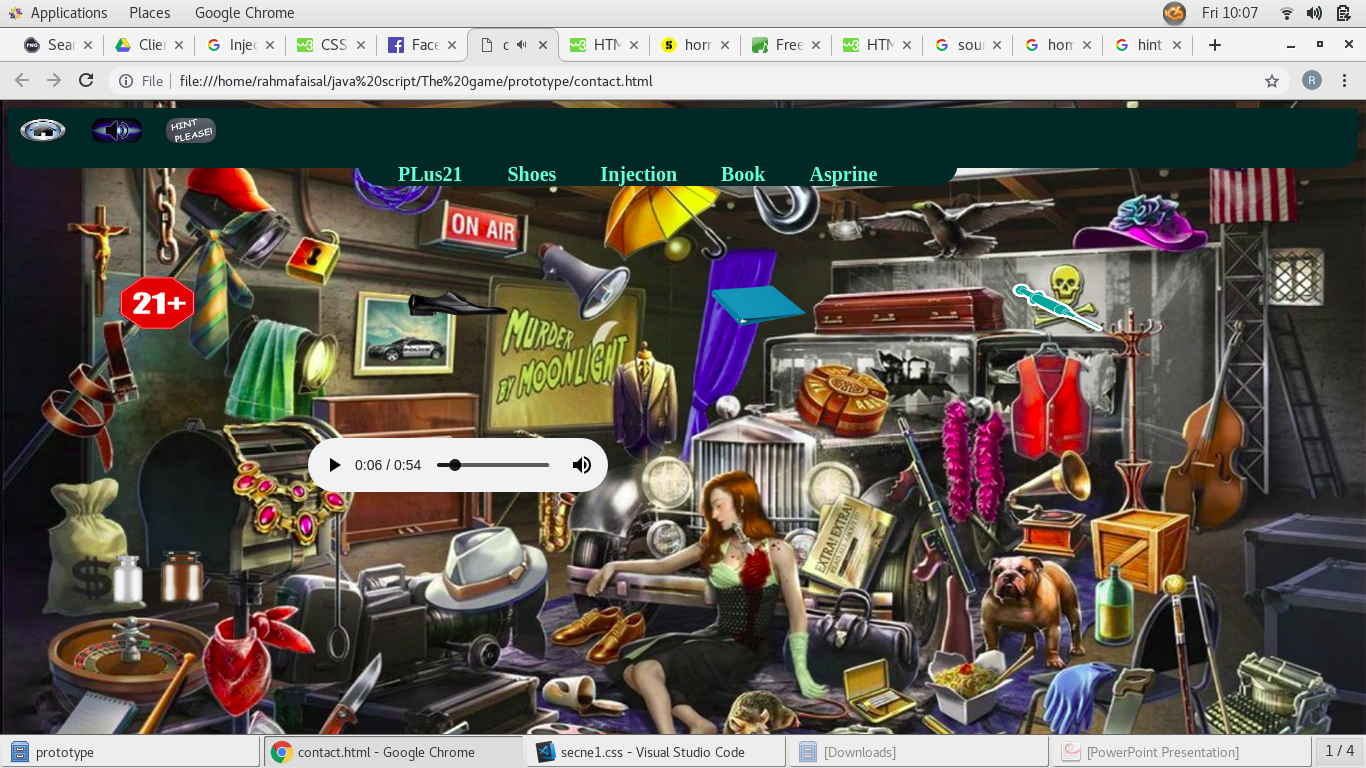 Applications Places Google Chrome Fri 10:07
Sear Clien Injec CSS Face c HTM horr Free HTM sour hom hint
File file:///home/rahmafaisal/java%20script/The%20game/prototype/contact.html R
HINT
PLEASE!
PLus21 Shoes Injection Book Asprine
ON AIR
21+
MURDER
BY MOONLIGHT
POLICE
0:06 / 0:54
EXTRA! EXTRA!
$
prototype contact.html - Google Chrome secne1.css - Visual Studio Code [Downloads] [PowerPoint Presentation] 1 / 4